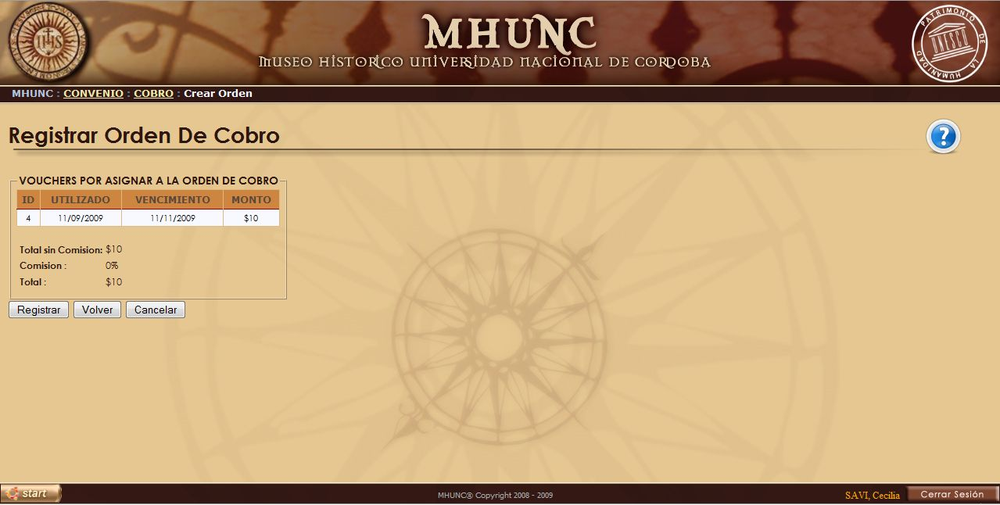 MHUNC
MUSEO HISTORICO UNIVERSIDAD NACIONAL DE CORDOBA
IHS
PATRIMONIO DE LA HUMANIDAD
UNESCO
MHUNC : CONVENIO : COBRO : Crear Orden
Registrar Orden De Cobro
?
VOUCHERS POR ASIGNAR A LA ORDEN DE COBRO
ID UTILIZADO VENCIMIENTO MONTO
4 11/09/2009 11/11/2009 $10
Total sin Comision: $10
Comision : 0%
Total : $10
Registrar Volver Cancelar
start MHUNC® Copyright 2008 - 2009 SAVI, Cecilia Cerrar Sesión